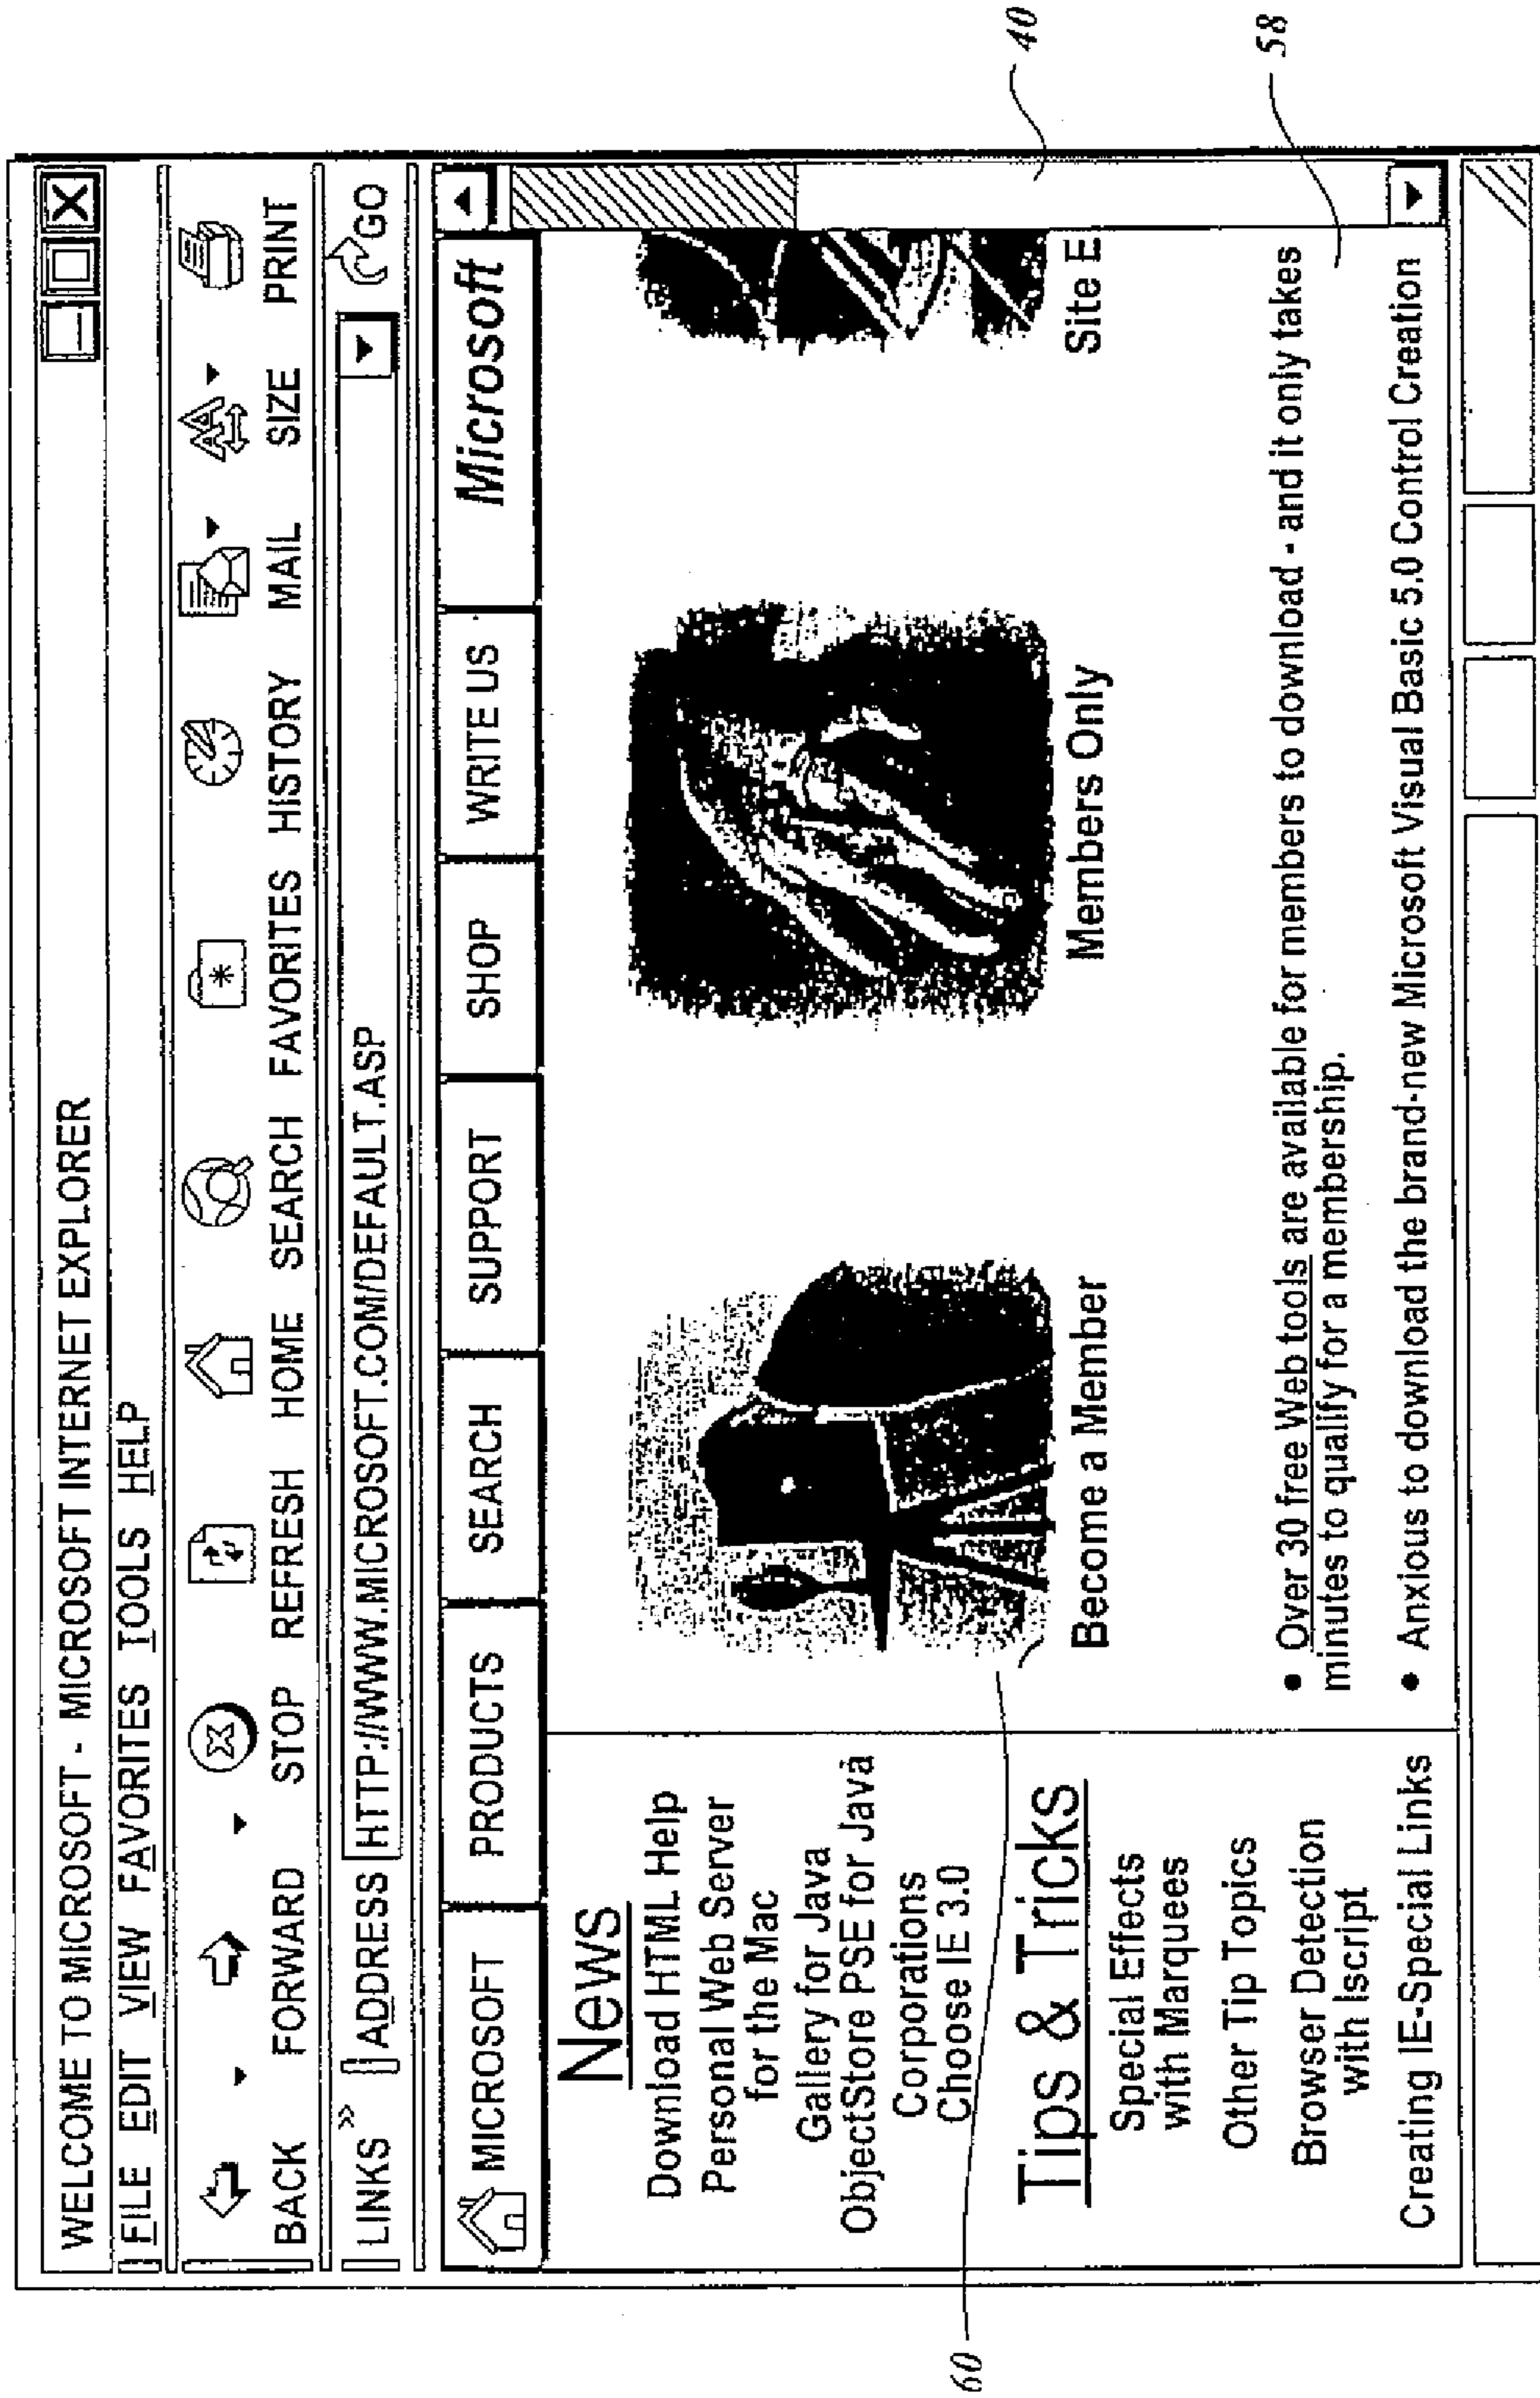 WELCOME TO MICROSOFT - MICROSOFT INTERNET EXPLORER
FILE EDIT VIEW FAVORITES TOOLS HELP
BACK FORWARD STOP REFRESH HOME SEARCH FAVORITES HISTORY MAIL SIZE PRINT
LINKS » ADDRESS HTTP://WWW.MICROSOFT.COM/DEFAULT.ASP GO
MICROSOFT PRODUCTS SEARCH SUPPORT SHOP WRITE US Microsoft
News
Download HTML Help
Personal Web Server
for the Mac
Gallery for Java
ObjectStore PSE for Java
Corporations
Choose IE 3.0
Tips & Tricks
Special Effects
with Marquees
Other Tip Topics
Browser Detection
with Iscript
Creating IE-Special Links
Become a Member
Members Only
Site E
• Over 30 free Web tools are available for members to download - and it only takes
minutes to qualify for a membership.
• Anxious to download the brand-new Microsoft Visual Basic 5.0 Control Creation
40
58
60